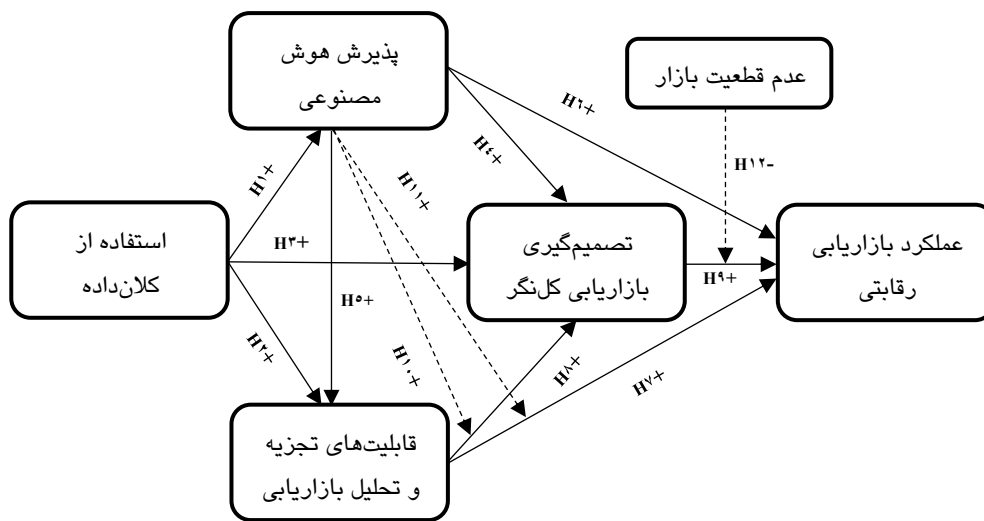 پذیرش هوش
مصنوعی
عدم قطعیت بازار
H۶+
H۴+
H۱۲-
H۱+
H۱۱+
استفاده از
کلان‌داده
H۳+
تصمیم‌گیری
بازاریابی کل‌نگر
H۹+
عملکرد بازاریابی
رقابتی
H۵+
H۲+
H۱۰+
H۸+
H۷+
قابلیت‌های تجزیه
و تحلیل بازاریابی